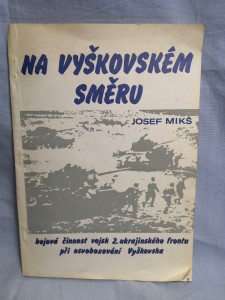 NA VYŠKOVSKÉM
SMĚRU
JOSEF MIKŠ
bojová činnost vojsk 2. ukrajinského frontu
při osvobozování Vyškovska